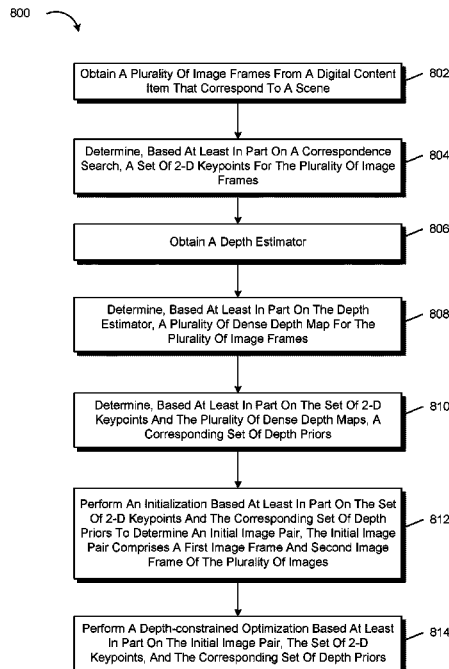 800
Obtain A Plurality Of Image Frames From A Digital Content
Item That Correspond To A Scene
802
Determine, Based At Least In Part On A Correspondence
Search, A Set Of 2-D Keypoints For The Plurality Of Image
Frames
804
Obtain A Depth Estimator
806
Determine, Based At Least In Part On The Depth
Estimator, A Plurality Of Dense Depth Map For The
Plurality Of Image Frames
808
Determine, Based At Least In Part On The Set Of 2-D
Keypoints And The Plurality Of Dense Depth Maps, A
Corresponding Set Of Depth Priors
810
Perform An Initialization Based At Least In Part On The Set
Of 2-D Keypoints And The Corresponding Set Of Depth
Priors To Determine An Initial Image Pair, The Initial Image
Pair Comprises A First Image Frame And Second Image
Frame Of The Plurality Of Images
812
Perform A Depth-constrained Optimization Based At Least
In Part On The Initial Image Pair, The Set Of 2-D
Keypoints, And The Corresponding Set Of Depth Priors
814